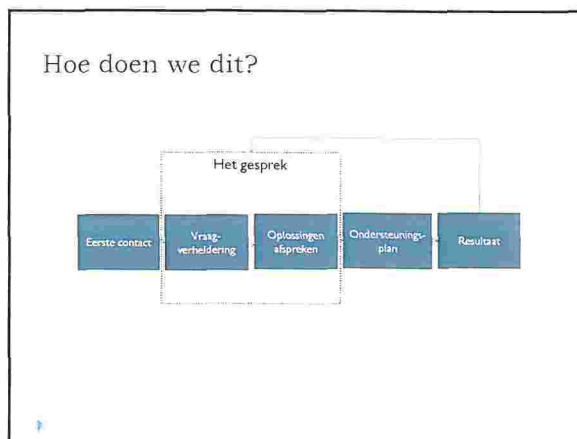 Hoe doen we dit?
Het gesprek
Eerste contact
Vraag-
verheldering
Oplossingen
afspreken
Ondersteunings-
plan
Resultaat